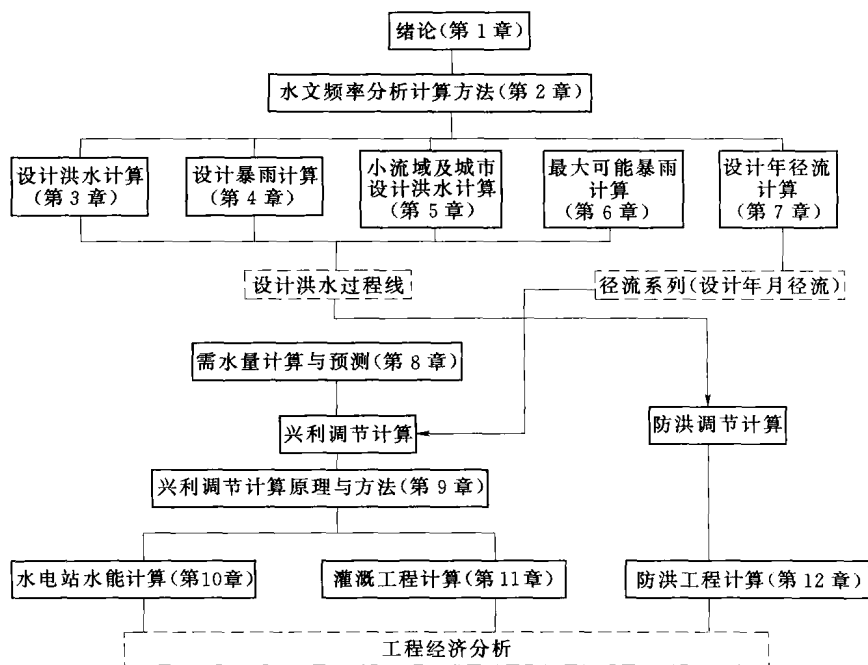 绪论(第1章)
水文频率分析计算方法(第2章)
设计洪水计算
(第3章)
设计暴雨计算
(第4章)
小流域及城市
设计洪水计算
(第5章)
最大可能暴雨
计算
(第6章)
设计年径流
计算
(第7章)
设计洪水过程线
径流系列(设计年月径流)
需水量计算与预测(第8章)
兴利调节计算
防洪调节计算
兴利调节计算原理与方法(第9章)
水电站水能计算(第10章)
灌溉工程计算(第11章)
防洪工程计算(第12章)
工程经济分析